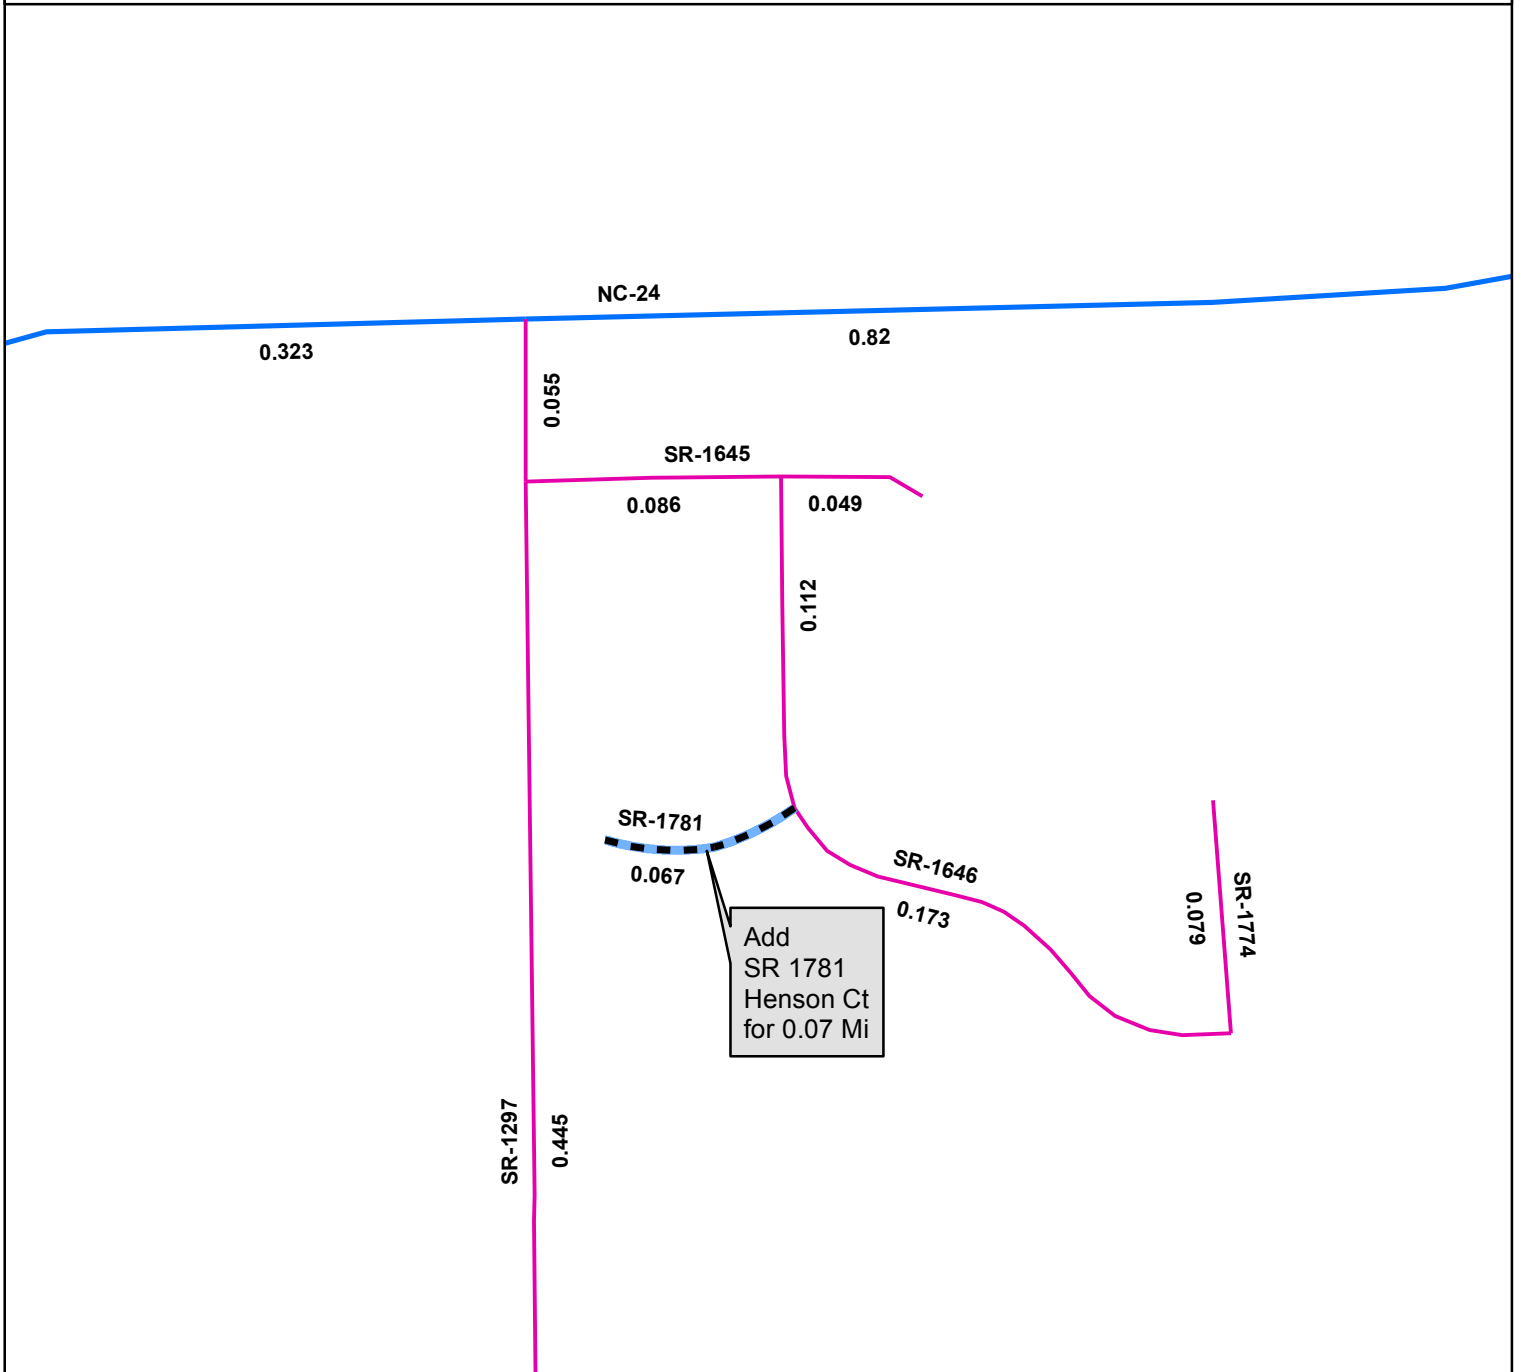 NC-24
0.323
0.82
0.055
SR-1645
0.086
0.049
0.112
SR-1781
0.067
SR-1646
0.173
SR-1774
0.079
Add
SR 1781
Henson Ct
for 0.07 Mi
SR-1297
0.445